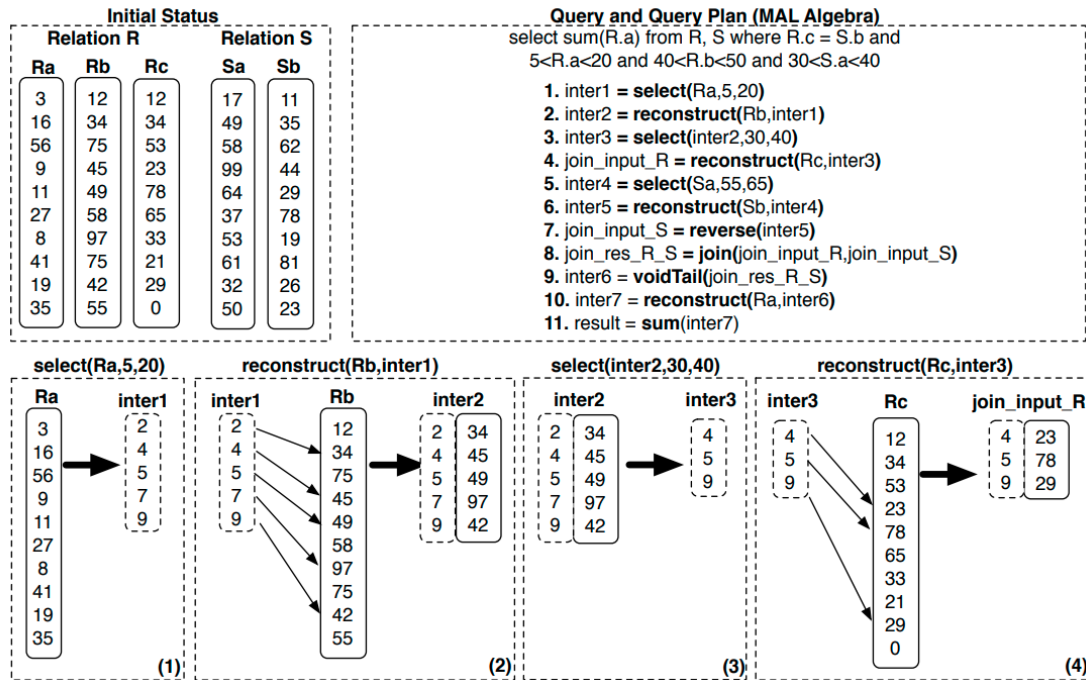 Initial Status
Relation R Relation S
Ra Rb Rc Sa Sb
3 12 12 17 11
16 34 34 49 35
56 75 53 58 62
9 45 23 99 44
11 49 78 64 29
27 58 65 37 78
8 97 33 53 19
41 75 21 61 81
19 42 29 32 26
35 55 0 50 23
Query and Query Plan (MAL Algebra)
select sum(R.a) from R, S where R.c = S.b and
5<R.a<20 and 40<R.b<50 and 30<S.a<40
1. inter1 = select(Ra,5,20)
2. inter2 = reconstruct(Rb,inter1)
3. inter3 = select(inter2,30,40)
4. join_input_R = reconstruct(Rc,inter3)
5. inter4 = select(Sa,55,65)
6. inter5 = reconstruct(Sb,inter4)
7. join_input_S = reverse(inter5)
8. join_res_R_S = join(join_input_R,join_input_S)
9. inter6 = voidTail(join_res_R_S)
10. inter7 = reconstruct(Ra,inter6)
11. result = sum(inter7)
select(Ra,5,20)
Ra inter1
3 2
16 4
56 5
9 7
11 9
27
8
41
19
35
(1)
reconstruct(Rb,inter1)
inter1 Rb inter2
2 12 2 34
4 34 4 45
5 75 5 49
7 45 7 97
9 49 9 42
58
97
75
42
55
(2)
select(inter2,30,40)
inter2 inter3
2 34 4
4 45 5
5 49 9
7 97
9 42
(3)
reconstruct(Rc,inter3)
inter3 Rc join_input_R
4 12 4 23
5 34 5 78
9 53 9 29
23
78
65
33
21
29
0
(4)